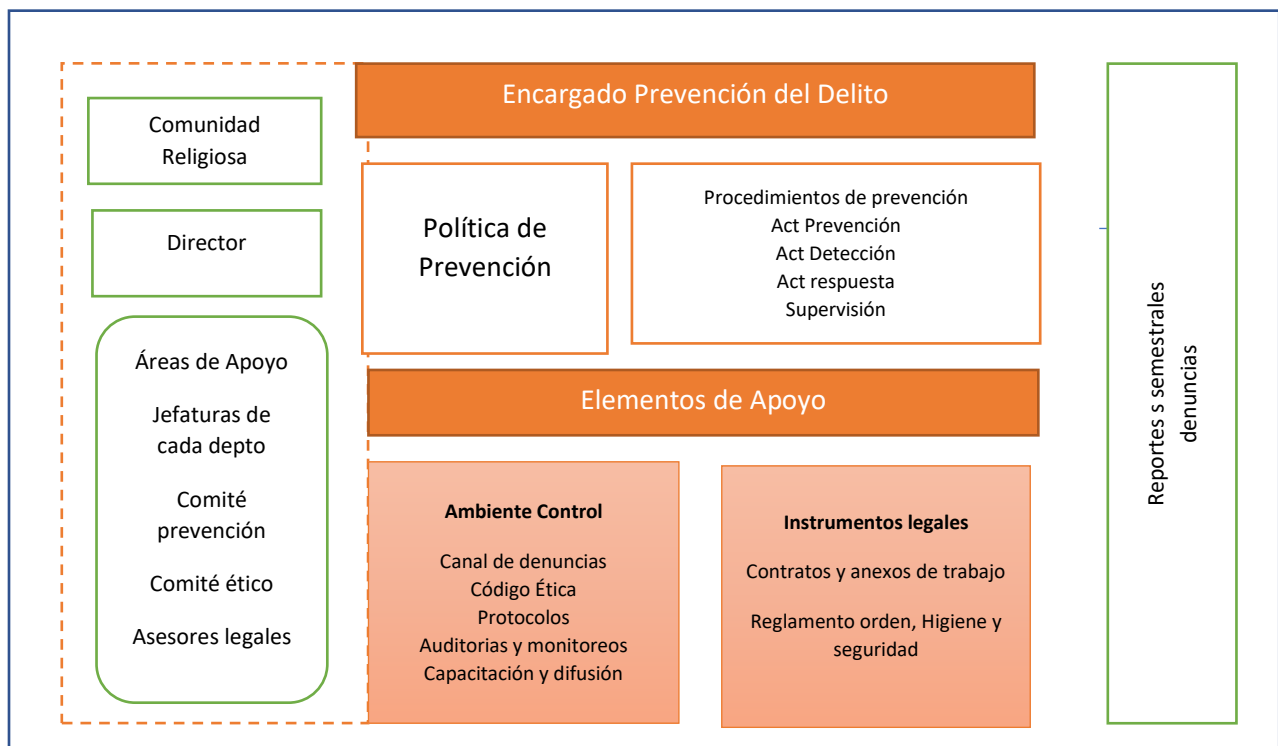 Comunidad
Religiosa
Director
Áreas de Apoyo
Jefaturas de
cada depto
Comité
prevención
Comité ético
Asesores legales
Encargado Prevención del Delito
Política de
Prevención
Procedimientos de prevención
Act Prevención
Act Detección
Act respuesta
Supervisión
Elementos de Apoyo
Ambiente Control
Canal de denuncias
Código Ética
Protocolos
Auditorias y monitoreos
Capacitación y difusión
Instrumentos legales
Contratos y anexos de trabajo
Reglamento orden, Higiene y
seguridad
Reportes s semestrales
denuncias